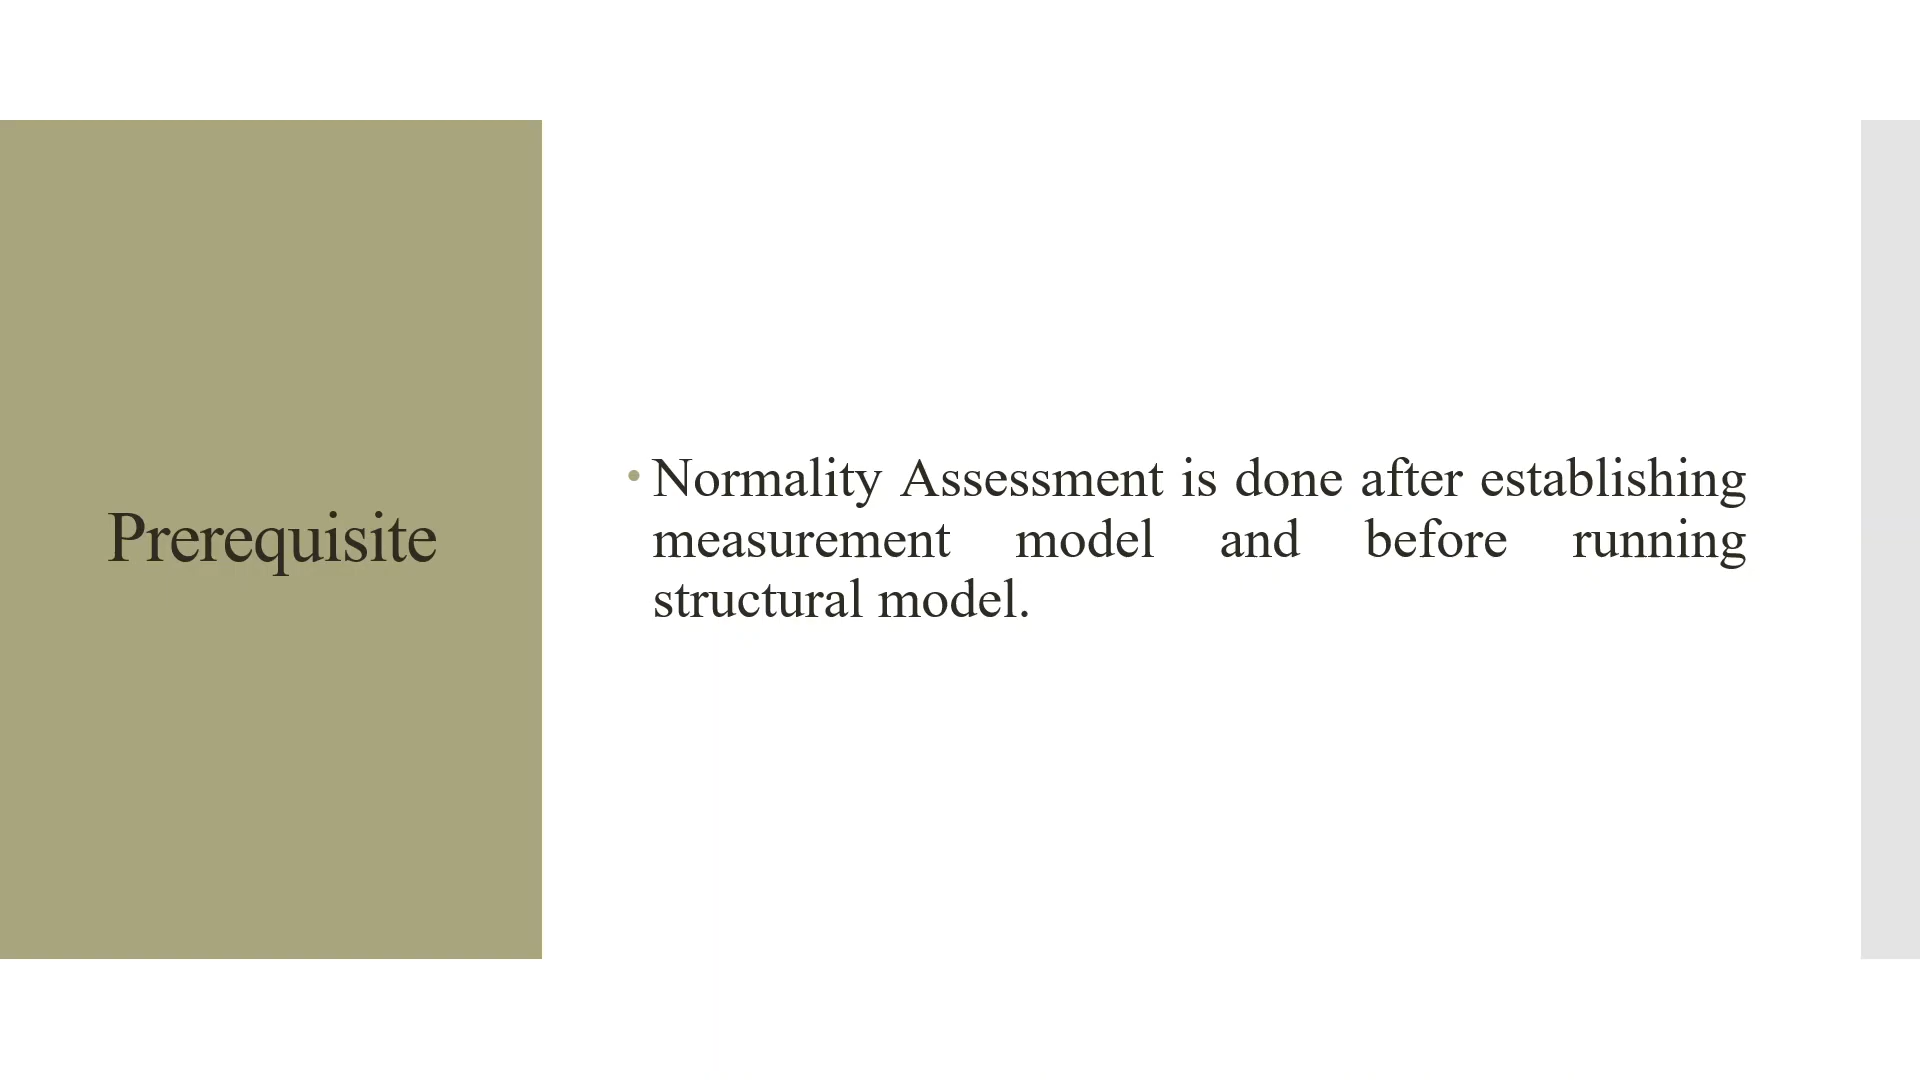 Prerequisite
• Normality Assessment is done after establishing
measurement model and before running
structural model.